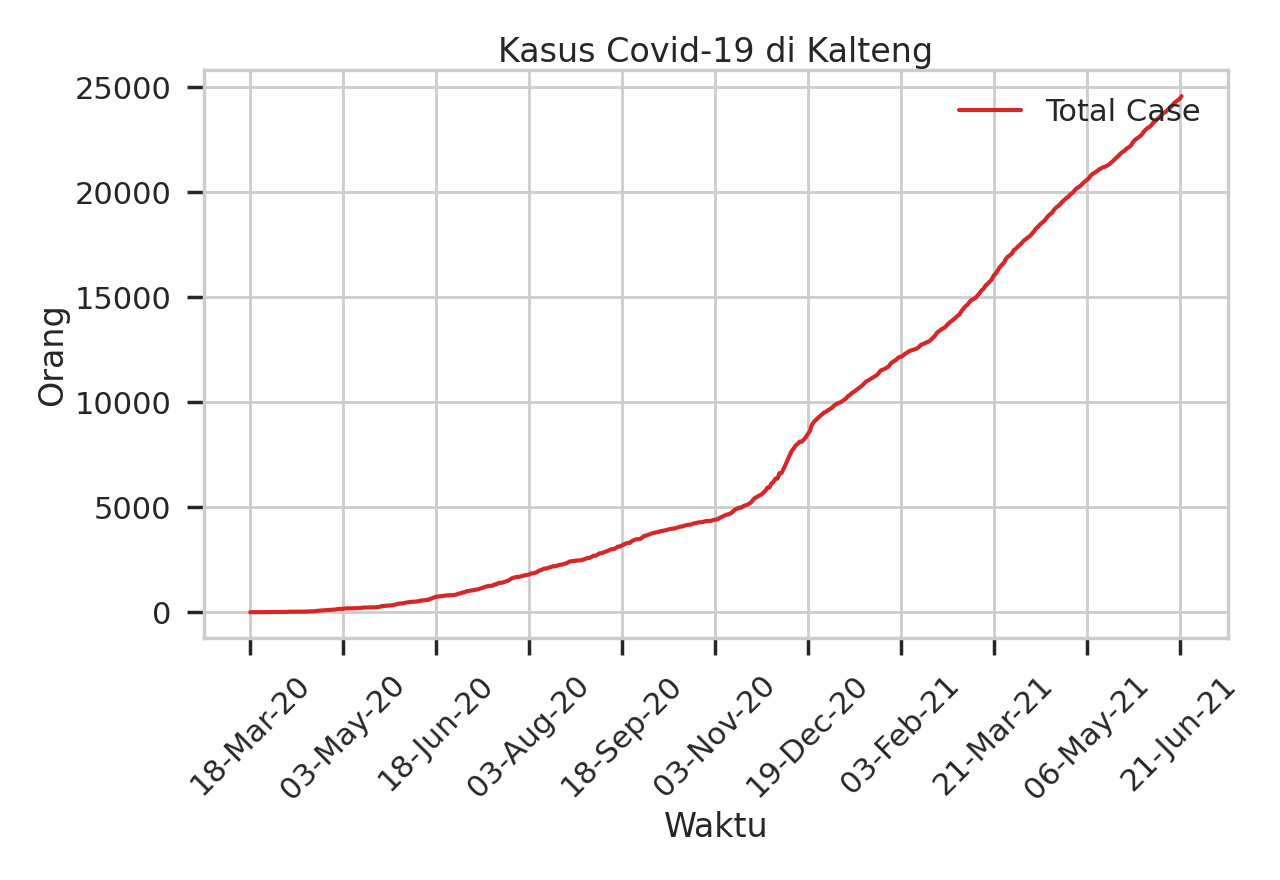 Kasus Covid-19 di Kalteng
Total Case
25000
20000
15000
10000
5000
0
Orang
18-Mar-20
03-May-20
18-Jun-20
03-Aug-20
18-Sep-20
03-Nov-20
19-Dec-20
03-Feb-21
21-Mar-21
06-May-21
21-Jun-21
Waktu